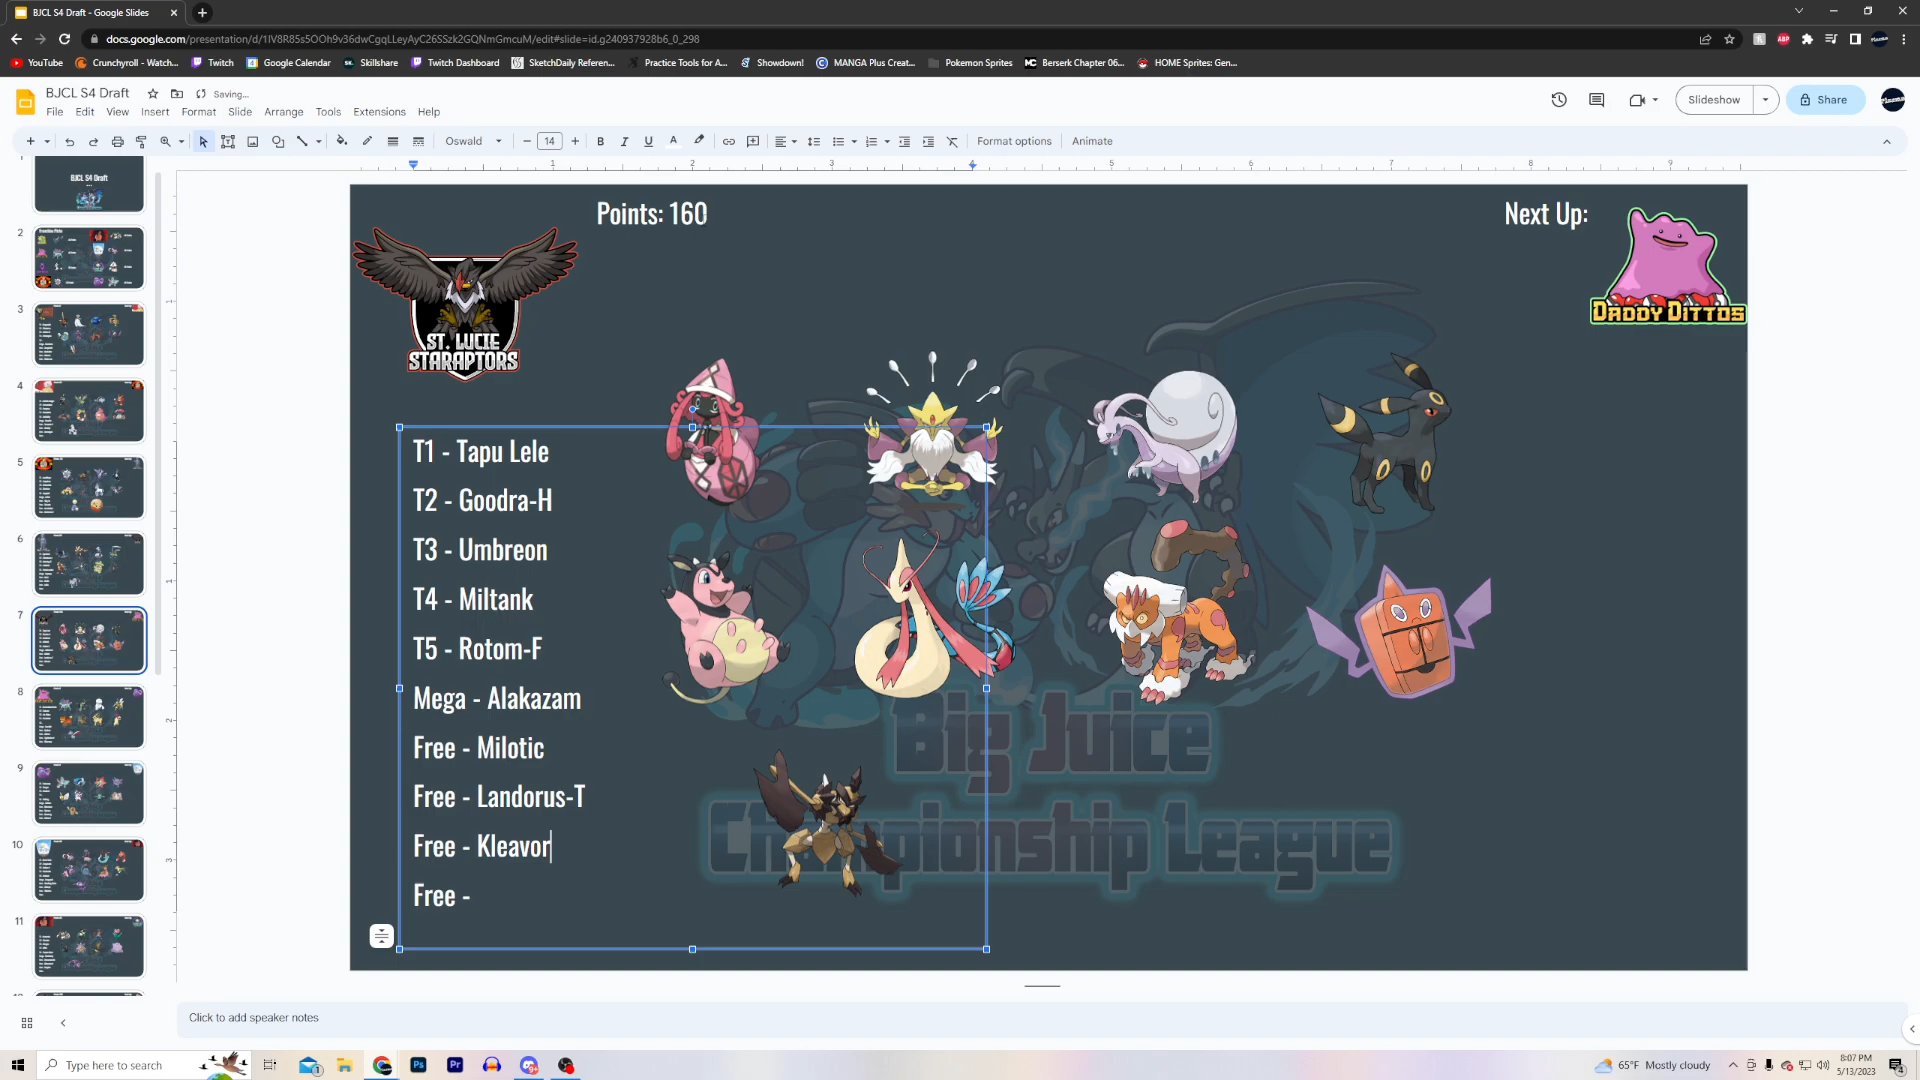 BJCL S4 Draft - Google Slides
docs.google.com/presentation/d/1IV8R85s5OOh9v36dwCgqLLeyAyC26SSzk2GQNmGmcuM/edit#slide=id.g240937928b6_0_298
YouTube
Crunchyroll - Watch...
Twitch
Google Calendar
Skillshare
Twitch Dashboard
SketchDaily Referen...
Practice Tools for A...
Showdown!
MANGA Plus Creat...
Pokemon Sprites
Berserk Chapter 06...
HOME Sprites: Gen...
BJCL S4 Draft
Saving...
File Edit View Insert Format Slide Arrange Tools Extensions Help
Slideshow
Share
Oswald
14
Format options
Animate
Points: 160
Next Up:
ST. LUCIE
STARAPTORS
DADDY DITTOS
T1 - Tapu Lele
T2 - Goodra-H
T3 - Umbreon
T4 - Miltank
T5 - Rotom-F
Mega - Alakazam
Free - Milotic
Free - Landorus-T
Free - Kleavor
Free -
Big Juice
Championship League
Click to add speaker notes
Type here to search
65°F Mostly cloudy
8:07 PM
5/13/2023